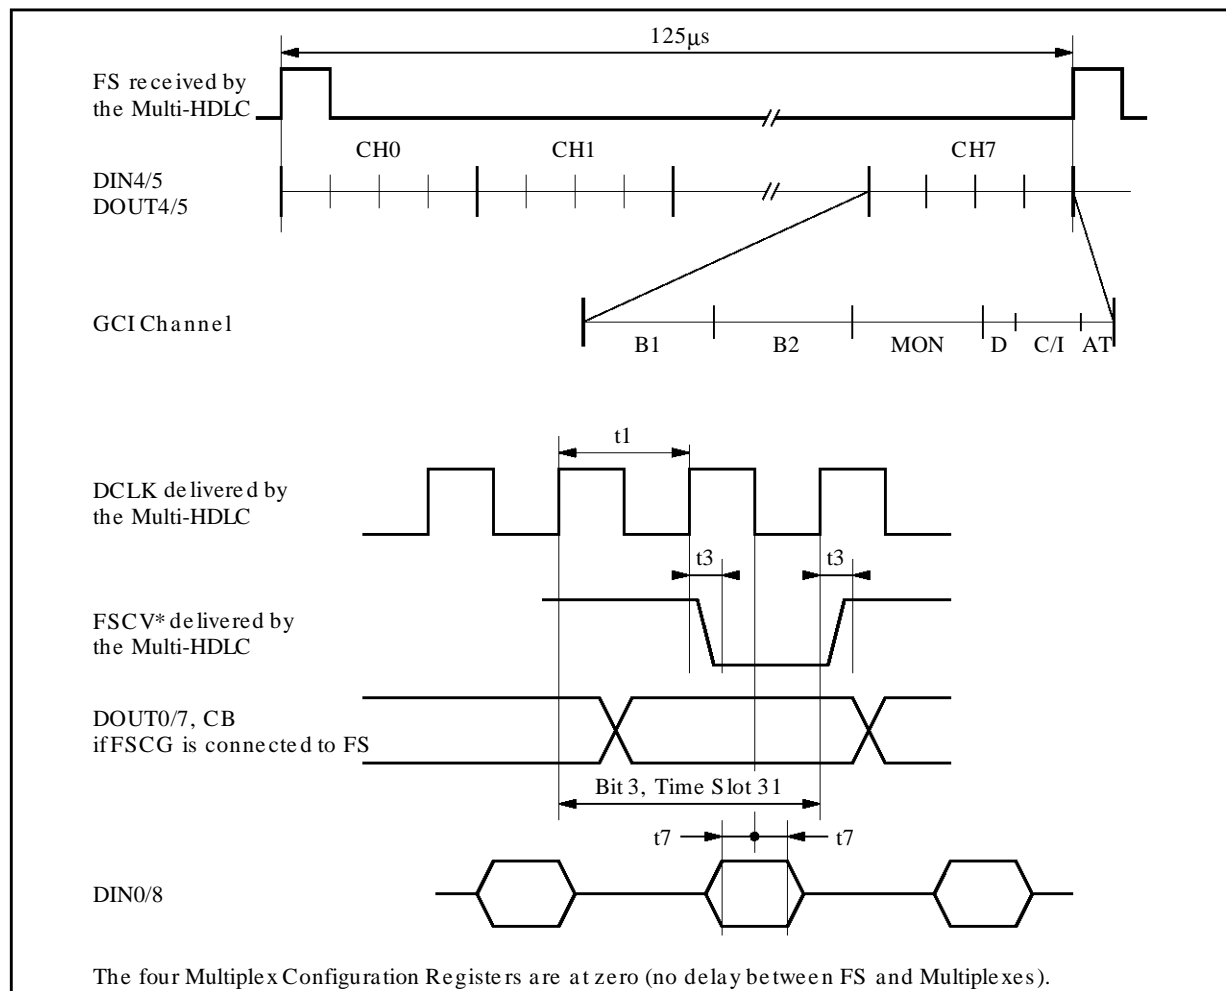 125µs
FS received by
the Multi-HDLC
CH0 CH1 CH7
DIN4/5
DOUT4/5
GCI Channel
B1 B2 MON D C/I AT
t1
DCLK delivered by
the Multi-HDLC
t3 t3
FSCV* delivered by
the Multi-HDLC
DOUT0/7, CB
if FSCG is connected to FS
Bit 3, Time Slot 31
t7 t7
DIN0/8
The four Multiplex Configuration Registers are at zero (no delay between FS and Multiplexes).